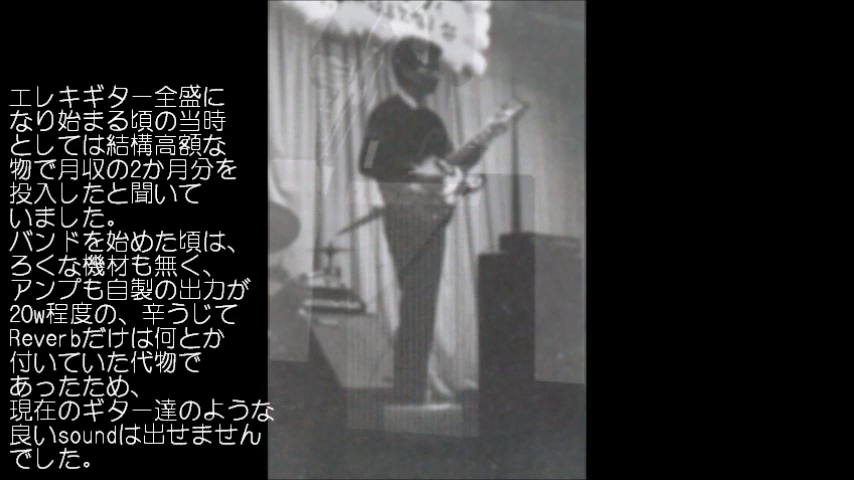 エレキギター全盛に
なり始まる頃の当時
としては結構高額な
物で月収の2か月分を
投入したと聞いて
いました。
バンドを始めた頃は、
ろくな機材も無く、
アンプも自製の出力が
20w程度の、辛うじて
Reverbだけは何とか
付いていた代物で
あったため、
現在のギター達のような
良いsoundは出せません
でした。